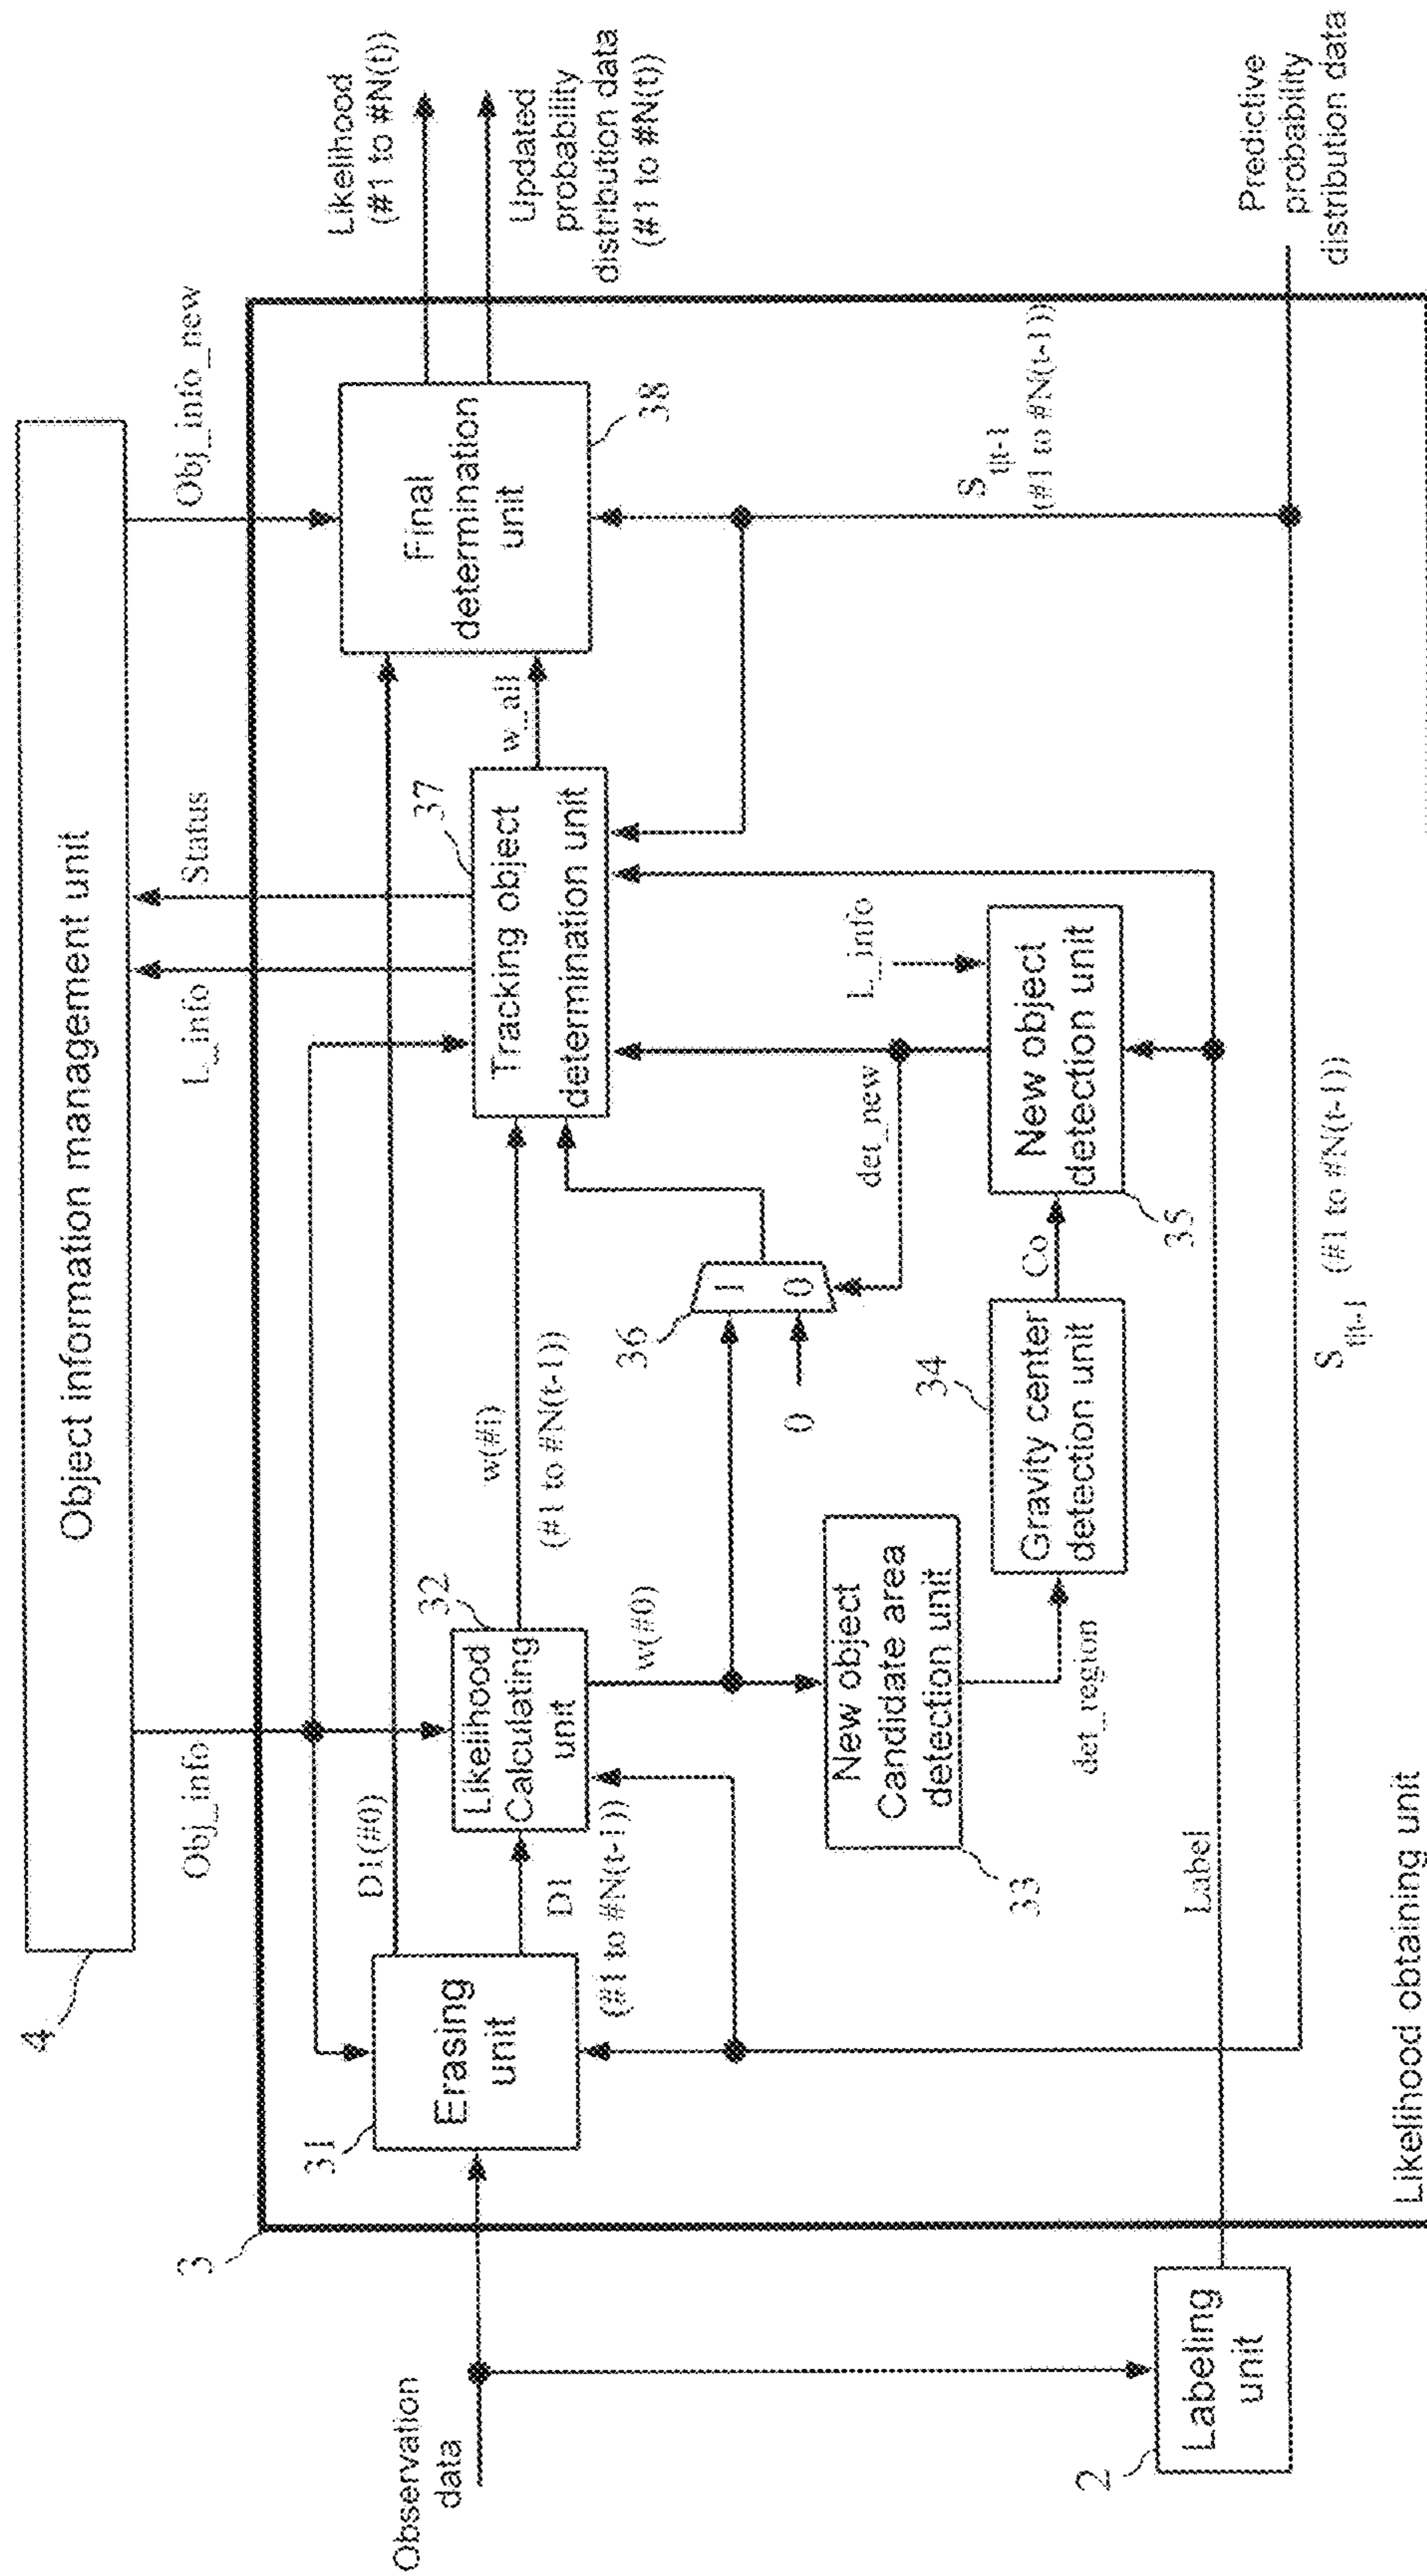 4
Object information management unit
Obj_info
L_info
Status
Obj_info_new
3
Observation
data
31
Erasing
unit
D1(#0)
D1
(#1 to #N(t-1))
32
Likelihood
Calculating
unit
w(#i)
(#1 to #N(t-1))
w(#0)
37
Tracking object
determination unit
w_all
Final
determination
unit
38
Likelihood
(#1 to #N(t))
Updated
probability
distribution data
(#1 to #N(t))
36
1
0
0
det_new
L_info
33
New object
Candidate area
detection unit
det_region
34
Gravity center
detection unit
Co
New object
detection unit
35
S t|t-1
(#1 to #N(t-1))
Label
2
Labeling
unit
S t|t-1 (#1 to #N(t-1))
Predictive
probability
distribution data
Likelihood obtaining unit